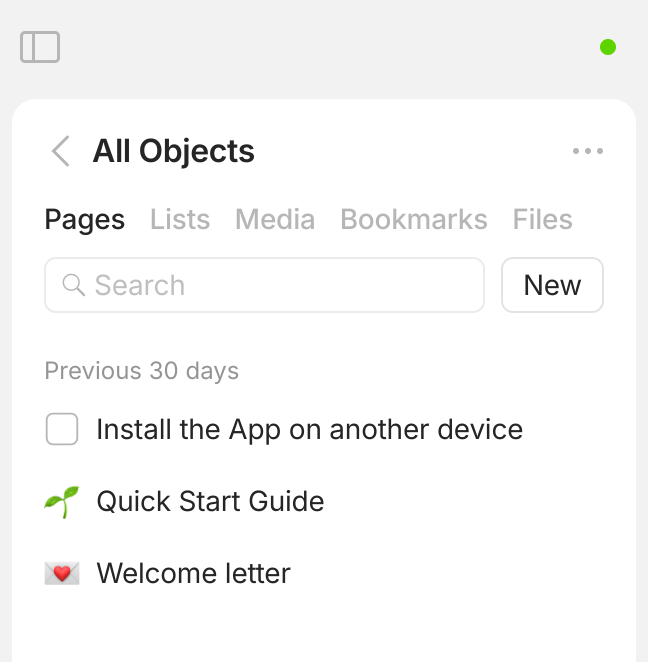 All Objects
Pages Lists Media Bookmarks Files
Search New
Previous 30 days
Install the App on another device
Quick Start Guide
Welcome letter